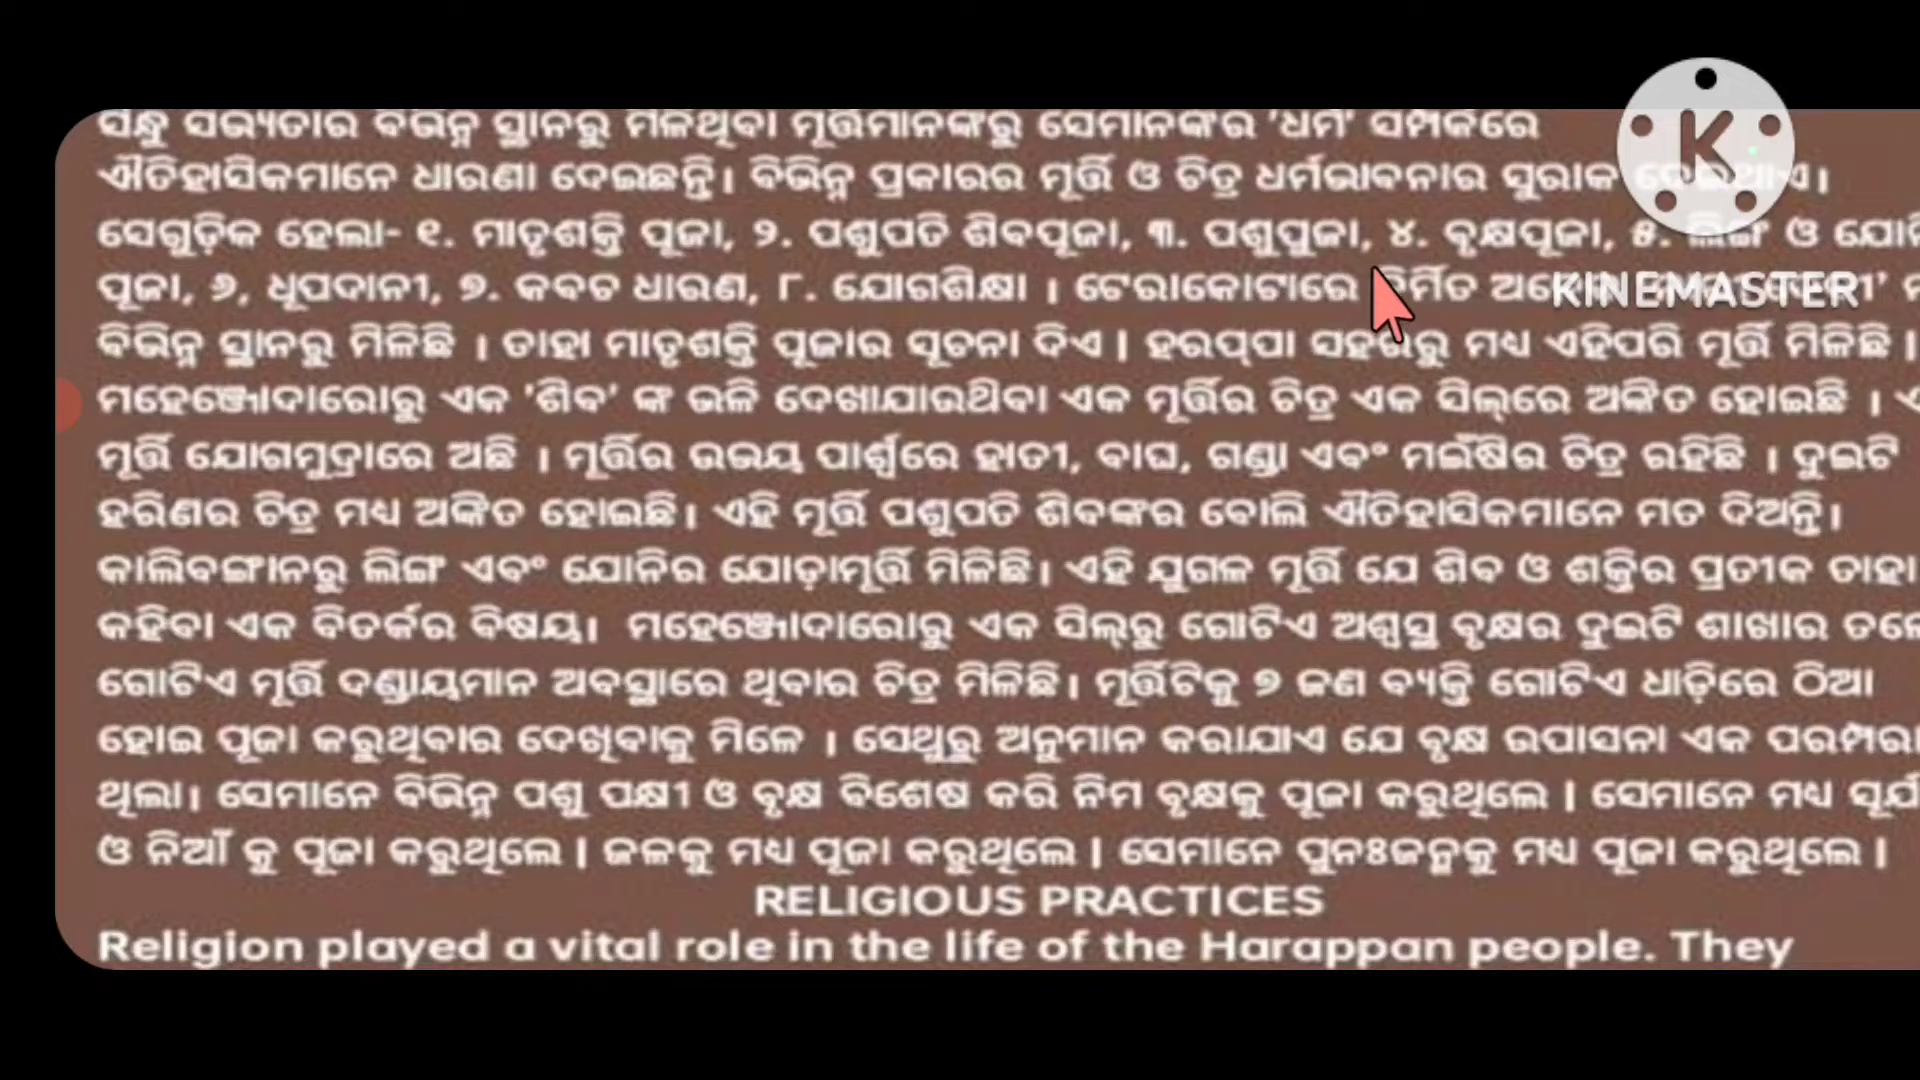 ସିନ୍ଧୁ ସଭ୍ୟତାର ବିଭିନ୍ନ ସ୍ଥାନରୁ ମିଳିଥିବା ମୂର୍ତ୍ତିମାନଙ୍କରୁ ସେମାନଙ୍କର 'ଧର୍ମ' ସମ୍ପର୍କରେ
ଐତିହାସିକମାନେ ଧାରଣା ଦେଇଛନ୍ତି। ବିଭିନ୍ନ ପ୍ରକାରର ମୂର୍ତ୍ତି ଓ ଚିତ୍ର ଧର୍ମଭାବନାର ସୁରାକ ଦେଇଥାଏ।
ସେଗୁଡ଼ିକ ହେଲା- ୧. ମାତୃଶକ୍ତି ପୂଜା, ୨. ପଶୁପତି ଶିବପୂଜା, ୩. ପଶୁପୂଜା, ୪. ବୃକ୍ଷପୂଜା, ୫. ଲିଙ୍ଗ ଓ
ପୂଜା, ୬, ଧୂପଦାନୀ, ୭. କବଚ ଧାରଣ, ୮. ଯୋଗଶିକ୍ଷା । ଟେରାକୋଟାରେ ନିର୍ମିତ
KINEMASTER
ବିଭିନ୍ନ ସ୍ଥାନରୁ ମିଳିଛି । ତାହା ମାତୃଶକ୍ତି ପୂଜାର ସୂଚନା ଦିଏ | ହରପ୍ପା ସହରରୁ ମଧ୍ୟ ଏହିପରି ମୂର୍ତ୍ତି ମିଳିଛି |
ମହେଞ୍ଜୋଦାରୋରୁ ଏକ 'ଶିବ' ଙ୍କ ଭଳି ଦେଖାଯାଉଥିବା ଏକ ମୂର୍ତ୍ତିର ଚିତ୍ର ଏକ ସିଲ୍‌ରେ ଅଙ୍କିତ ହୋଇଛି ।
ମୂର୍ତ୍ତି ଯୋଗମୁଦ୍ରାରେ ଅଛି । ମୂର୍ତ୍ତିର ଉଭୟ ପାର୍ଶ୍ୱରେ ହାତୀ, ବାଘ, ଗଣ୍ଡା ଏବଂ ମଇଁଷିର ଚିତ୍ର ରହିଛି । ଦୁଇଟି
ହରିଣର ଚିତ୍ର ମଧ୍ୟ ଅଙ୍କିତ ହୋଇଛି। ଏହି ମୂର୍ତ୍ତି ପଶୁପତି ଶିବଙ୍କର ବୋଲି ଐତିହାସିକମାନେ ମତ ଦିଅନ୍ତି।
କାଲିବଙ୍ଗାନରୁ ଲିଙ୍ଗ ଏବଂ ଯୋନିର ଯୋଡ଼ାମୂର୍ତ୍ତି ମିଳିଛି। ଏହି ଯୁଗଳ ମୂର୍ତ୍ତି ଯେ ଶିବ ଓ ଶକ୍ତିର ପ୍ରତୀକ ତାହା
କହିବା ଏକ ବିତର୍କର ବିଷୟ। ମହେଞ୍ଜୋଦାରୋରୁ ଏକ ସିଲ୍‌ରୁ ଗୋଟିଏ ଅଶ୍ୱସ୍ଥ ବୃକ୍ଷର ଦୁଇଟି ଶାଖାର
ଗୋଟିଏ ମୂର୍ତ୍ତି ଦଣ୍ଡାୟମାନ ଅବସ୍ଥାରେ ଥିବାର ଚିତ୍ର ମିଳିଛି। ମୂର୍ତ୍ତିଟିକୁ ୭ ଜଣ ବ୍ୟକ୍ତି ଗୋଟିଏ ଧାଡ଼ିରେ ଠିଆ
ହୋଇ ପୂଜା କରୁଥିବାର ଦେଖିବାକୁ ମିଳେ । ସେଥିରୁ ଅନୁମାନ କରାଯାଏ ଯେ ବୃକ୍ଷ ଉପାସନା ଏକ ପରମ୍ପରା
ଥିଲା। ସେମାନେ ବିଭିନ୍ନ ପଶୁ ପକ୍ଷୀ ଓ ବୃକ୍ଷ ବିଶେଷ କରି ନିମ ବୃକ୍ଷକୁ ପୂଜା କରୁଥିଲେ | ସେମାନେ ମଧ୍ୟ ସୂର୍ଯ୍ୟ
ଓ ନିଆଁ କୁ ପୂଜା କରୁଥିଲେ | ଜଳକୁ ମଧ୍ୟ ପୂଜା କରୁଥିଲେ | ସେମାନେ ପୁନଃଜନ୍ମକୁ ମଧ୍ୟ ପୂଜା କରୁଥିଲେ |
RELIGIOUS PRACTICES
Religion played a vital role in the life of the Harappan people. They